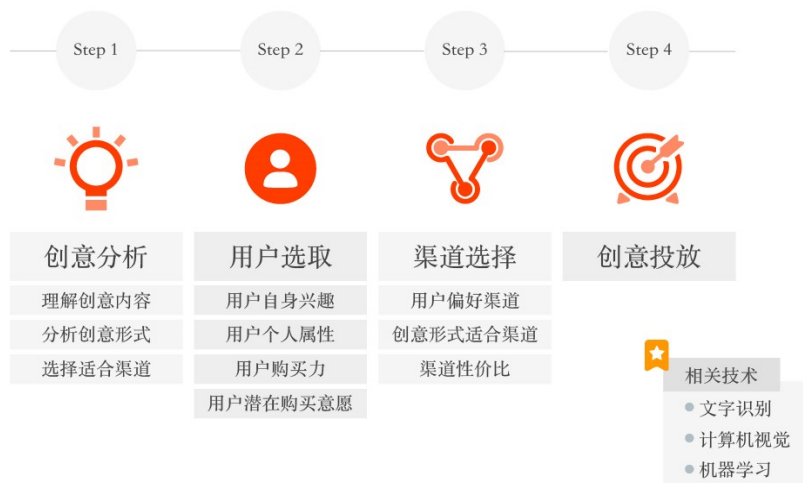 Step 1
Step 2
Step 3
Step 4
创意分析
理解创意内容
分析创意形式
选择适合渠道
用户选取
用户自身兴趣
用户个人属性
用户购买力
用户潜在购买意愿
渠道选择
用户偏好渠道
创意形式适合渠道
渠道性价比
创意投放
相关技术
文字识别
计算机视觉
机器学习